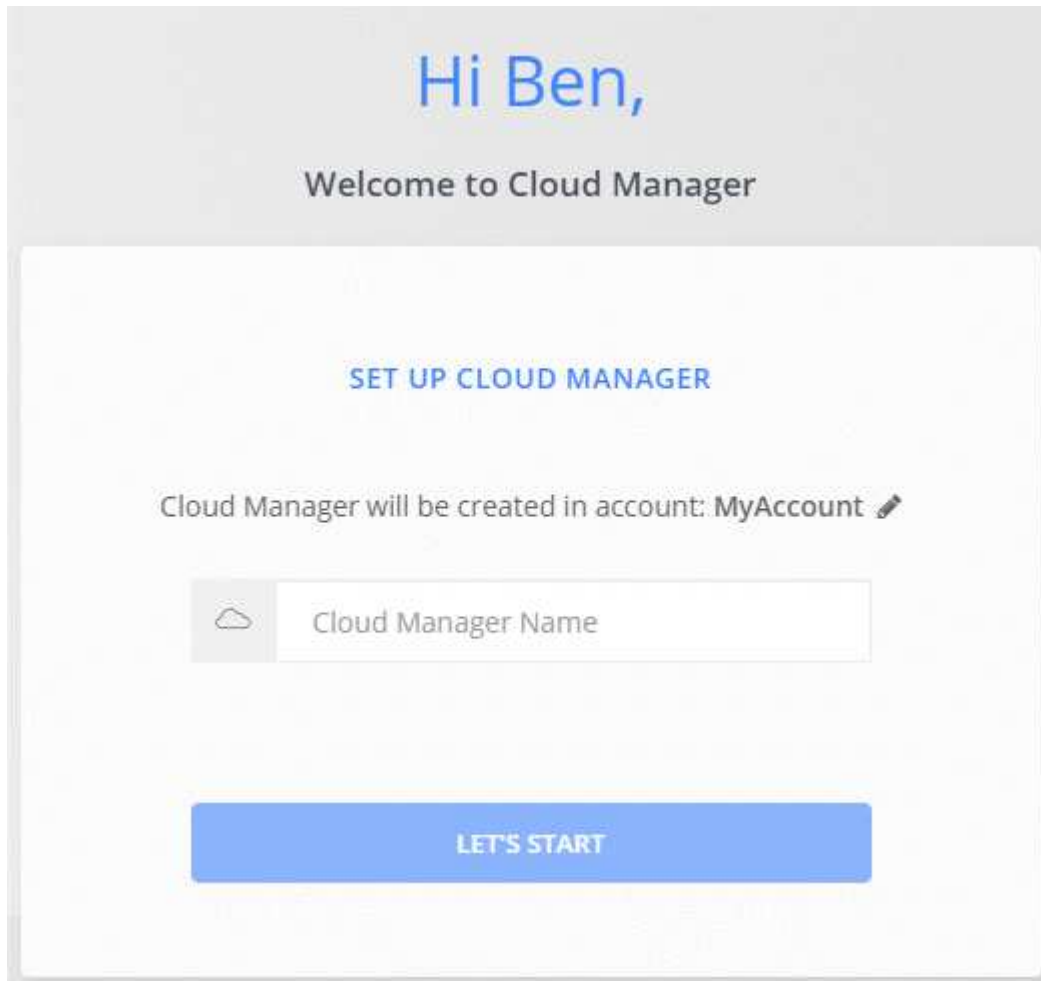 Hi Ben,
Welcome to Cloud Manager
SET UP CLOUD MANAGER
Cloud Manager will be created in account: MyAccount
Cloud Manager Name
LET'S START